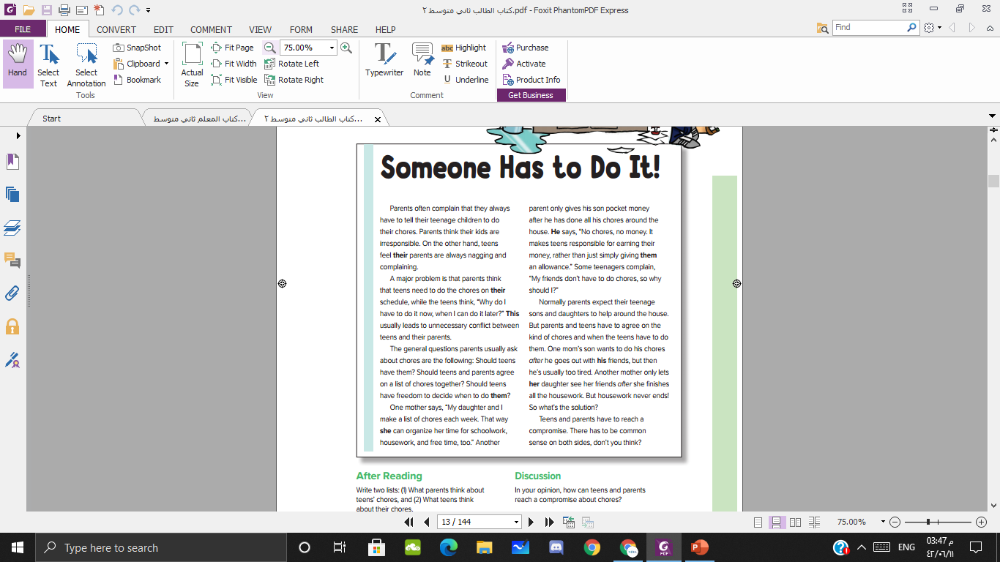 كتاب الطالب ثاني متوسط ٢.pdf - Foxit PhantomPDF Express
FILE
HOME
CONVERT
EDIT
COMMENT
VIEW
FORM
SHARE
HELP
Find
Hand
Select Text
Select Annotation
SnapShot
Clipboard
Bookmark
Tools
Actual Size
Fit Page
Fit Width
Fit Visible
75.00%
Rotate Left
Rotate Right
View
Typewriter
Note
abc Highlight
Strikeout
Underline
Comment
Purchase
Activate
Product Info
Get Business
Start
كتاب المعلم ثاني متوسط...
كتاب الطالب ثاني متوسط ٢...
Someone Has to Do It!
Parents often complain that they always
have to tell their teenage children to do
their chores. Parents think their kids are
irresponsible. On the other hand, teens
feel their parents are always nagging and
complaining.
A major problem is that parents think
that teens need to do the chores on their
schedule, while the teens think, “Why do I
have to do it now, when I can do it later?” This
usually leads to unnecessary conflict between
teens and their parents.
The general questions parents usually ask
about chores are the following: Should teens
have them? Should teens and parents agree
on a list of chores together? Should teens
have freedom to decide when to do them?
One mother says, “My daughter and I
make a list of chores each week. That way
she can organize her time for schoolwork,
housework, and free time, too.” Another
parent only gives his son pocket money
after he has done all his chores around the
house. He says, “No chores, no money. It
makes teens responsible for earning their
money, rather than just simply giving them
an allowance.” Some teenagers complain,
“My friends don’t have to do chores, so why
should I?”
Normally parents expect their teenage
sons and daughters to help around the house.
But parents and teens have to agree on the
kind of chores and when the teens have to do
them. One mom’s son wants to do his chores
after he goes out with his friends, but then
he’s usually too tired. Another mother only lets
her daughter see her friends after she finishes
all the housework. But housework never ends!
So what’s the solution?
Teens and parents have to reach a
compromise. There has to be common
sense on both sides, don’t you think?
After Reading
Write two lists: (1) What parents think about
teens’ chores, and (2) What teens think
about their chores.
Discussion
In your opinion, how can teens and parents
reach a compromise about chores?
13 / 144
75.00%
Type here to search
PDF
ENG
03:47 م
٤٢/٠٦/١١